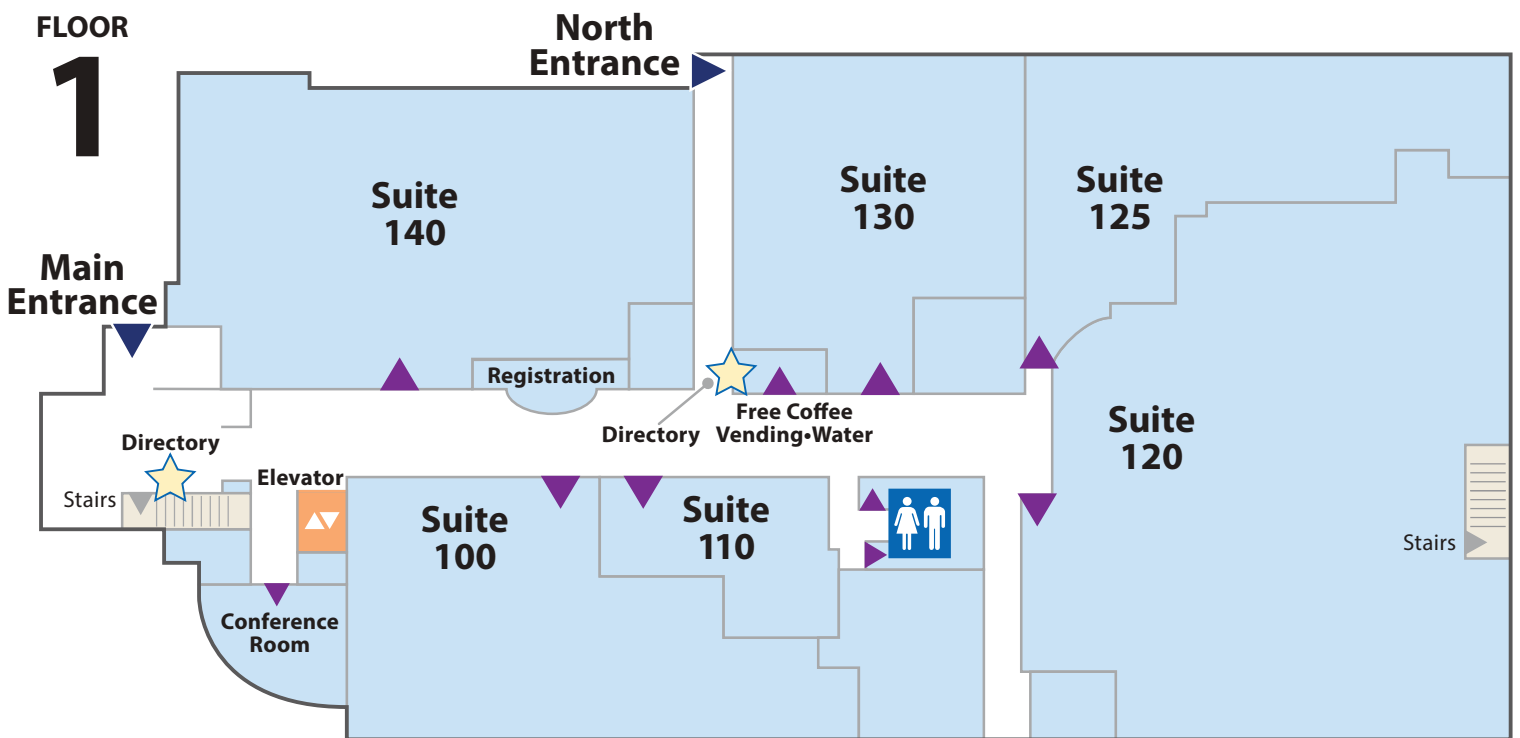 FLOOR
1
North
Entrance
Suite
140
Suite
130
Suite
125
Main
Entrance
Registration
Free Coffee
Vending•Water
Directory
Suite
120
Directory
Elevator
Stairs
Suite
100
Suite
110
Stairs
Conference
Room